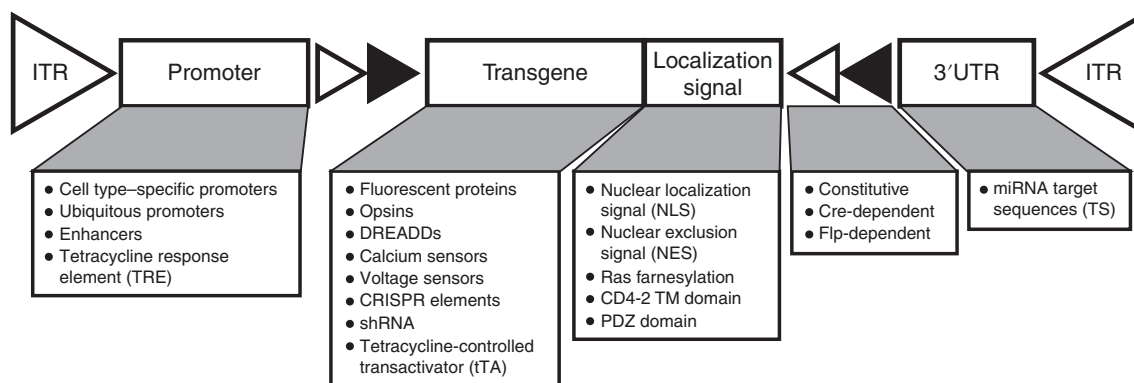 ITR
Promoter
Transgene
Localization
signal
3′UTR
ITR
● Cell type–specific promoters
● Ubiquitous promoters
● Enhancers
● Tetracycline response
element (TRE)
● Fluorescent proteins
● Opsins
● DREADDs
● Calcium sensors
● Voltage sensors
● CRISPR elements
● shRNA
● Tetracycline-controlled
transactivator (tTA)
● Nuclear localization
signal (NLS)
● Nuclear exclusion
signal (NES)
● Ras farnesylation
● CD4-2 TM domain
● PDZ domain
● Constitutive
● Cre-dependent
● Flp-dependent
● miRNA target
sequences (TS)